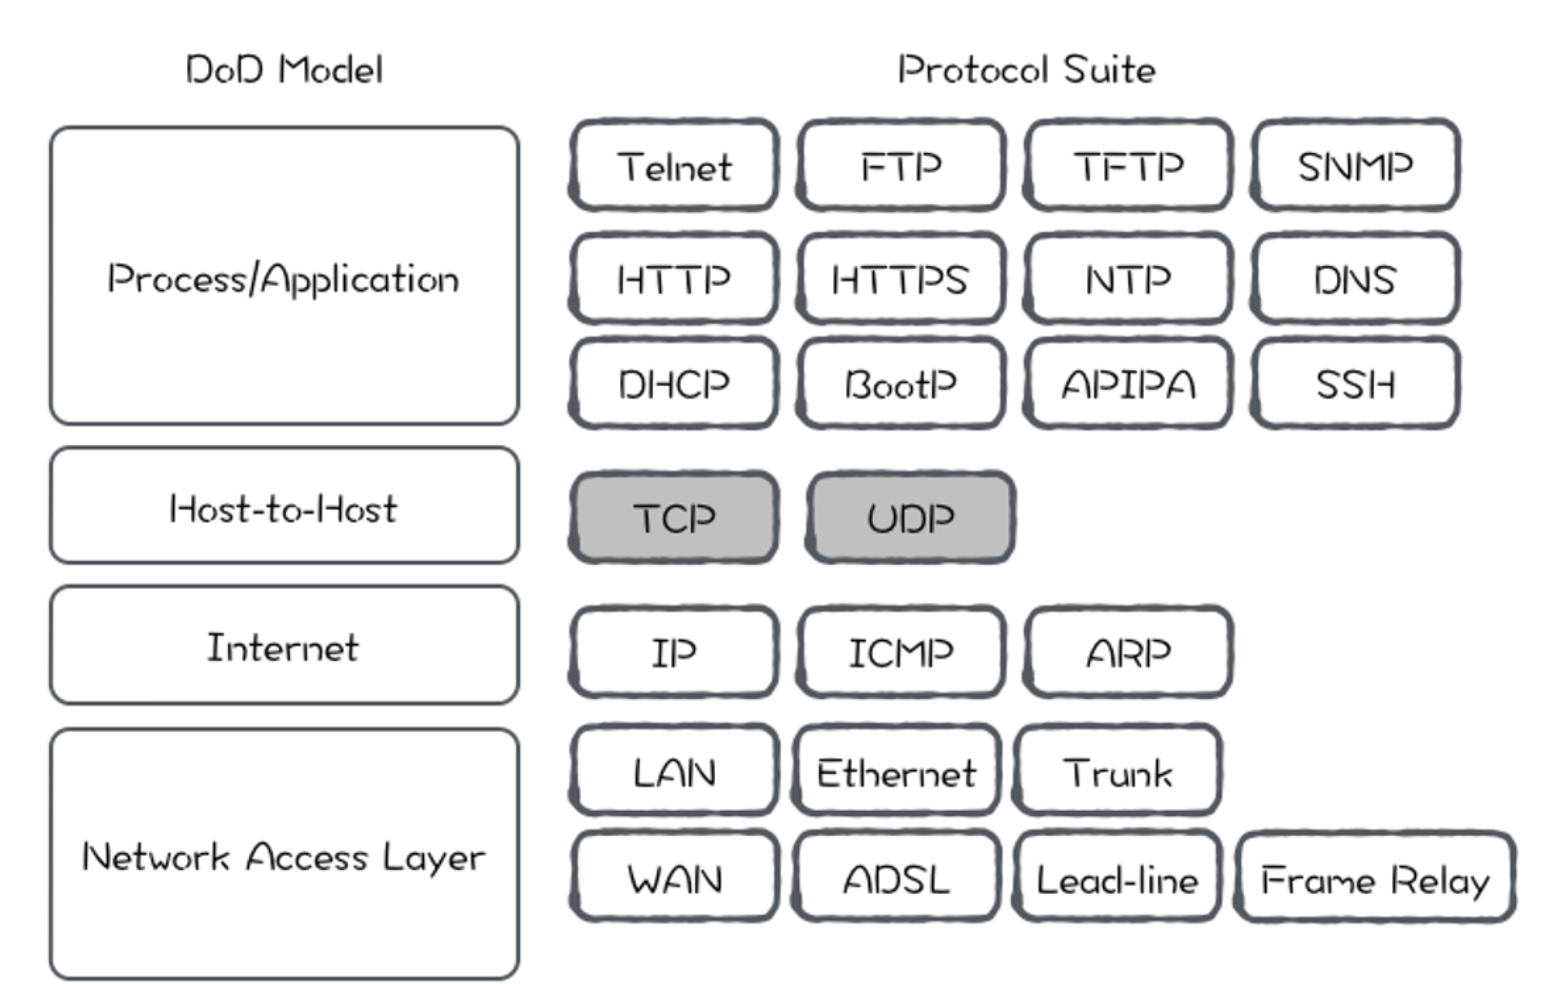 DoD Model
Protocol Suite
Process/Application
Telnet
FTP
TFTP
SNMP
HTTP
HTTPS
NTP
DNS
DHCP
BootP
APIPA
SSH
Host-to-Host
TCP
UDP
Internet
IP
ICMP
ARP
Network Access Layer
LAN
Ethernet
Trunk
WAN
ADSL
Lead-line
Frame Relay